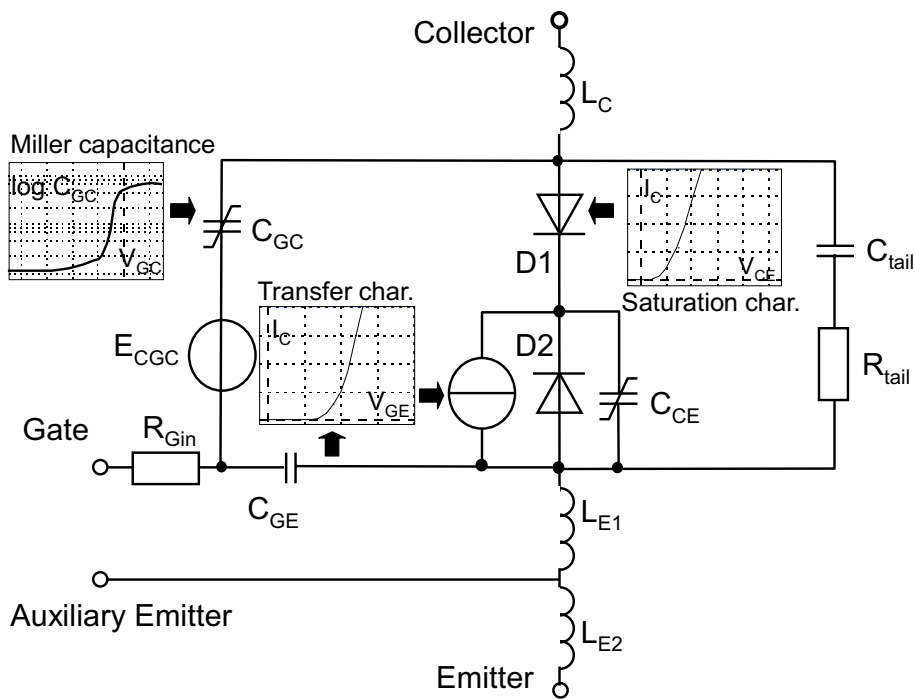 Collector
L_C
Miller capacitance
log C_GC
V_GC
C_GC
I_C
V_CE
D1
Saturation char.
C_tail
Transfer char.
I_C
V_GE
E_CGC
D2
C_CE
R_tail
Gate
R_Gin
C_GE
L_E1
Auxiliary Emitter
L_E2
Emitter